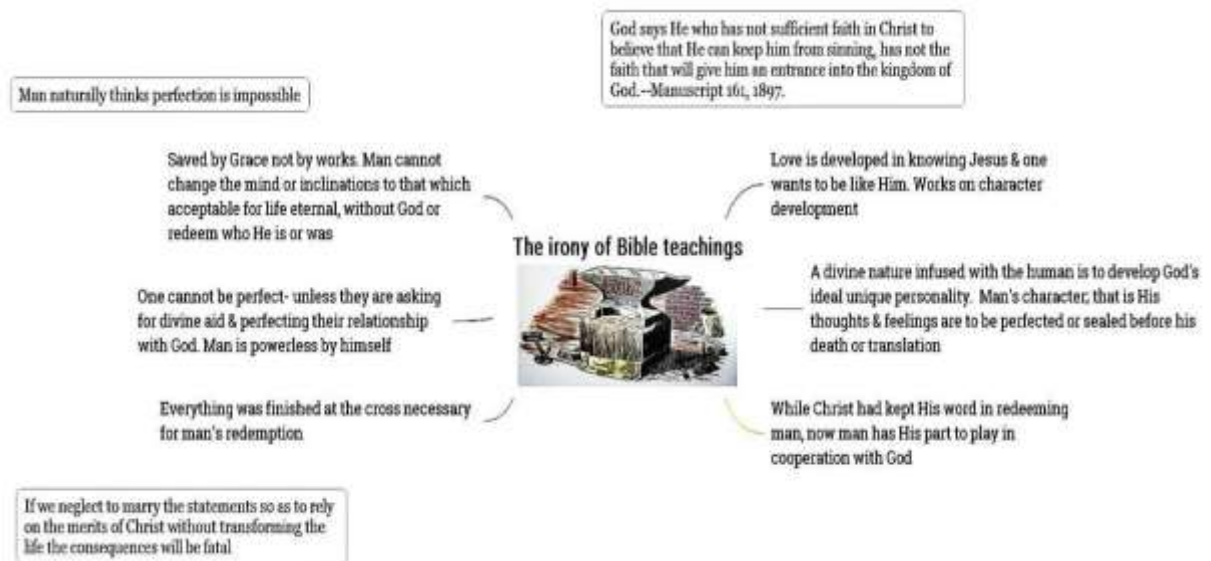 God says He who has not sufficient faith in Christ to
believe that He can keep him from sinning, has not the
faith that will give him an entrance into the kingdom of
God.--Manuscript 161, 1897.
Man naturally thinks perfection is impossible
Saved by Grace not by works. Man cannot
change the mind or inclinations to that which
acceptable for life eternal, without God or
redeem who He is or was
Love is developed in knowing Jesus & one
wants to be like Him. Works on character
development
The irony of Bible teachings
One cannot be perfect- unless they are asking
for divine aid & perfecting their relationship
with God. Man is powerless by himself
A divine nature infused with the human is to develop God's
ideal unique personality. Man's character; that is His
thoughts & feelings are to be perfected or sealed before his
death or translation
Everything was finished at the cross necessary
for man's redemption
While Christ had kept His word in redeeming
man, now man has His part to play in
cooperation with God
If we neglect to marry the statements so as to rely
on the merits of Christ without transforming the
life the consequences will be fatal